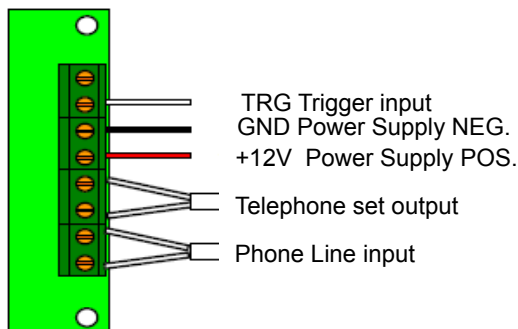 TRG Trigger input
GND Power Supply NEG.
+12V Power Supply POS.
Telephone set output
Phone Line input